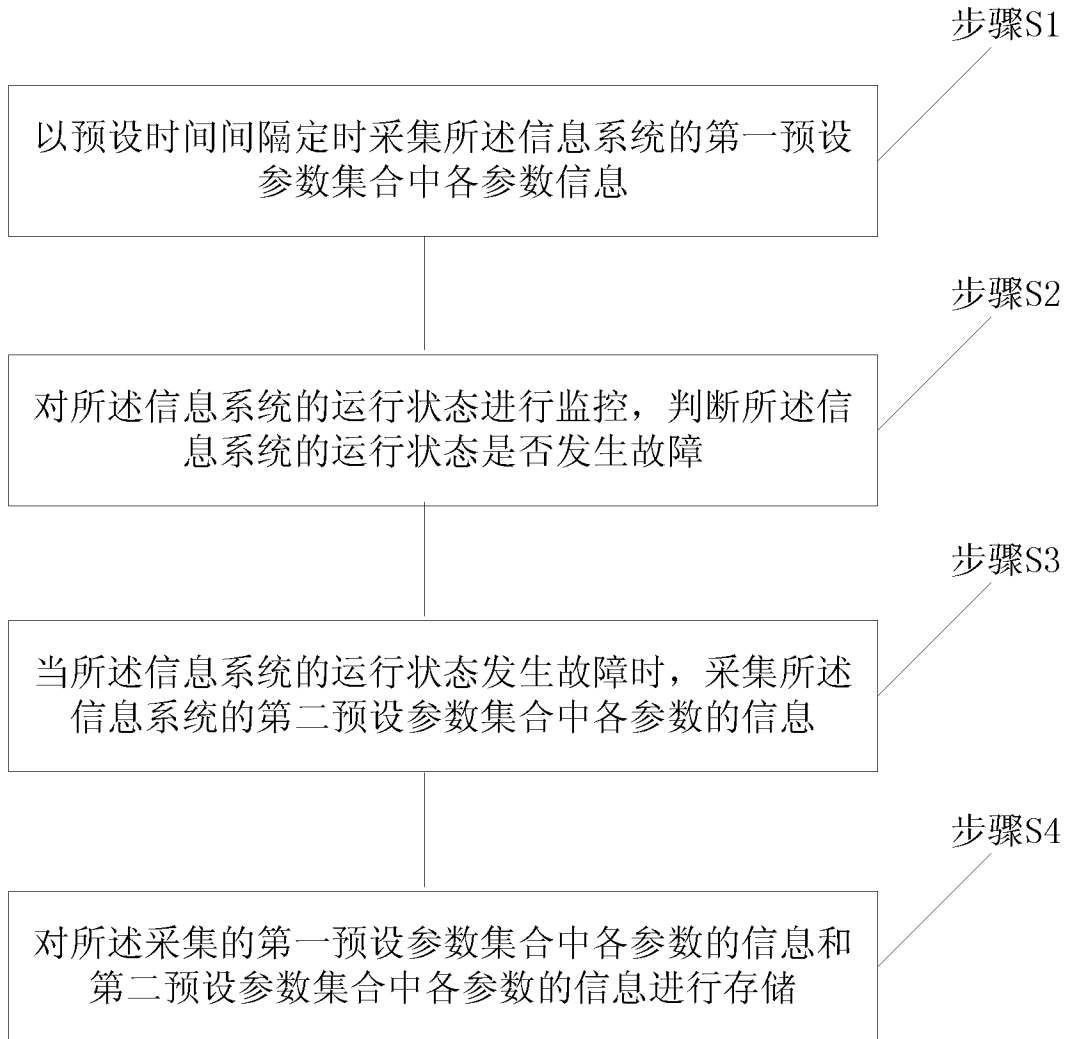 步骤S1
以预设时间间隔定时采集所述信息系统的第一预设
参数集合中各参数信息
步骤S2
对所述信息系统的运行状态进行监控，判断所述信
息系统的运行状态是否发生故障
步骤S3
当所述信息系统的运行状态发生故障时，采集所述
信息系统的第二预设参数集合中各参数的信息
步骤S4
对所述采集的第一预设参数集合中各参数的信息和
第二预设参数集合中各参数的信息进行存储